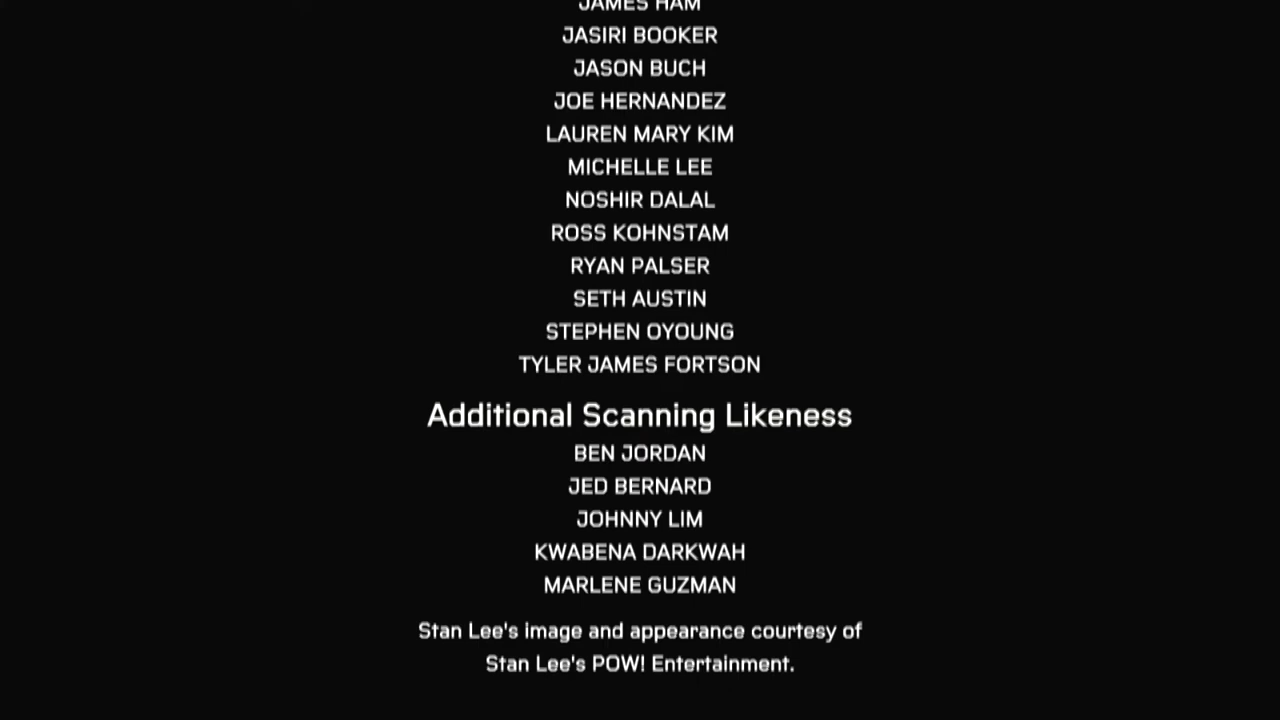 JAMES HAM
JASIRI BOOKER
JASON BUCH
JOE HERNANDEZ
LAUREN MARY KIM
MICHELLE LEE
NOSHIR DALAL
ROSS KOHNSTAM
RYAN PALSER
SETH AUSTIN
STEPHEN OYOUNG
TYLER JAMES FORTSON
Additional Scanning Likeness
BEN JORDAN
JED BERNARD
JOHNNY LIM
KWABENA DARKWAH
MARLENE GUZMAN
Stan Lee's image and appearance courtesy of
Stan Lee's POW! Entertainment.